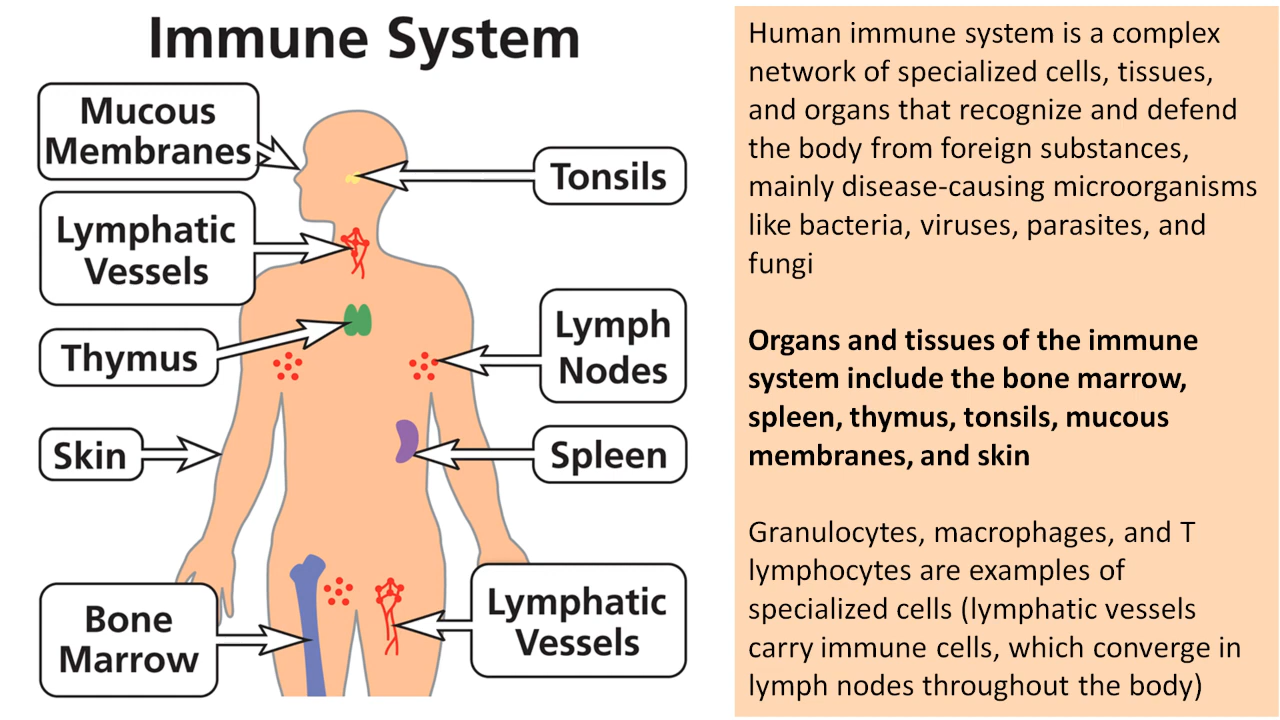 Immune System
Mucous
Membranes
Tonsils
Lymphatic
Vessels
Lymph
Nodes
Thymus
Skin
Spleen
Bone
Marrow
Lymphatic
Vessels
Human immune system is a complex
network of specialized cells, tissues,
and organs that recognize and defend
the body from foreign substances,
mainly disease-causing microorganisms
like bacteria, viruses, parasites, and
fungi
Organs and tissues of the immune
system include the bone marrow,
spleen, thymus, tonsils, mucous
membranes, and skin
Granulocytes, macrophages, and T
lymphocytes are examples of
specialized cells (lymphatic vessels
carry immune cells, which converge in
lymph nodes throughout the body)